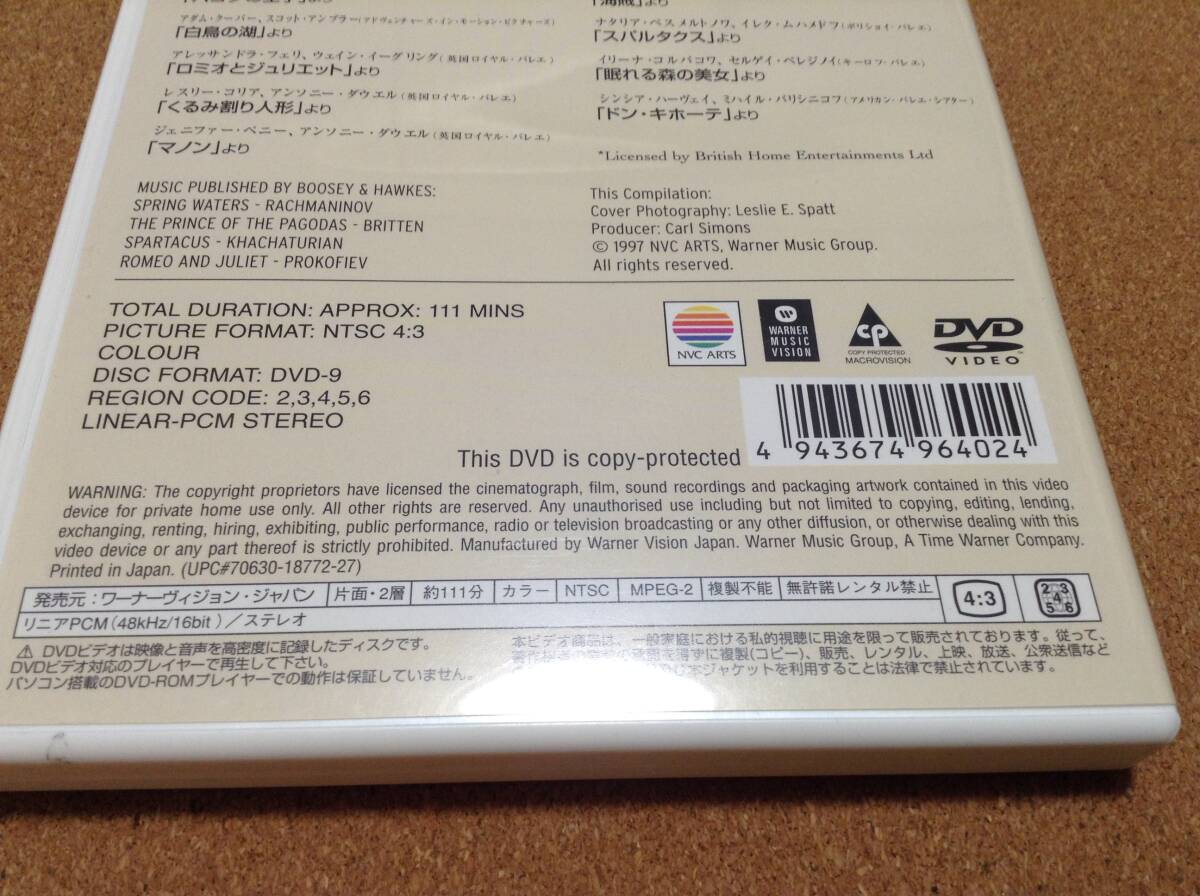 アダム・クーパー、スコット・アンブラー(アドヴェンチャーズ・イン・モーション・ピクチャーズ)
「白鳥の湖」より
アレッサンドラ・フェリ、ウェイン・イーグリング(英国ロイヤル・バレエ)
「ロミオとジュリエット」より
レスリー・コリア、アンソニー・ダウエル(英国ロイヤル・バレエ)
「くるみ割り人形」より
ジェニファー・ペニー、アンソニー・ダウエル(英国ロイヤル・バレエ)
「マノン」より
「海賊」より
ナタリア・ベスメルトノワ、イレク・ムハメドフ(ボリショイ・バレエ)
「スパルタクス」より
イリーナ・コルパコワ、セルゲイ・ベレジノイ(キーロフ・バレエ)
「眠れる森の美女」より
シンシア・ハーヴェイ、ミハイル・バリシニコフ(アメリカン・バレエ・シアター)
「ドン・キホーテ」より
*Licensed by British Home Entertainments Ltd
MUSIC PUBLISHED BY BOOSEY & HAWKES:
SPRING WATERS - RACHMANINOV
THE PRINCE OF THE PAGODAS - BRITTEN
SPARTACUS - KHACHATURIAN
ROMEO AND JULIET - PROKOFIEV
This Compilation:
Cover Photography: Leslie E. Spatt
Producer: Carl Simons
© 1997 NVC ARTS, Warner Music Group.
All rights reserved.
TOTAL DURATION: APPROX: 111 MINS
PICTURE FORMAT: NTSC 4:3
COLOUR
DISC FORMAT: DVD-9
REGION CODE: 2,3,4,5,6
LINEAR-PCM STEREO
NVC ARTS
WARNER
MUSIC
VISION
CP
COPY PROTECTED
MACROVISION
DVD
VIDEO
This DVD is copy-protected
4 943674 964024
WARNING: The copyright proprietors have licensed the cinematograph, film, sound recordings and packaging artwork contained in this video
device for private home use only. All other rights are reserved. Any unauthorised use including but not limited to copying, editing, lending,
exchanging, renting, hiring, exhibiting, public performance, radio or television broadcasting or any other diffusion, or otherwise dealing with this
video device or any part thereof is strictly prohibited. Manufactured by Warner Vision Japan. Warner Music Group, A Time Warner Company.
Printed in Japan. (UPC#70630-18772-27)
発売元:ワーナーヴィジョン・ジャパン 片面・2層 約111分 カラー NTSC MPEG-2 複製不能 無許諾レンタル禁止
リニアPCM(48kHz/16bit)/ステレオ
4:3
2 3 4 5 6
⚠ DVDビデオは映像と音声を高密度に記録したディスクです。
DVDビデオ対応のプレイヤーで再生して下さい。
パソコン搭載のDVD-ROMプレイヤーでの動作は保証していません。
本ビデオ商品は、一般家庭における私的視聴に用途を限って販売されております。従って、
を得ずに複製(コピー)、販売、レンタル、上映、放送、公衆送信など
本ジャケットを利用することは法律で禁止されています。